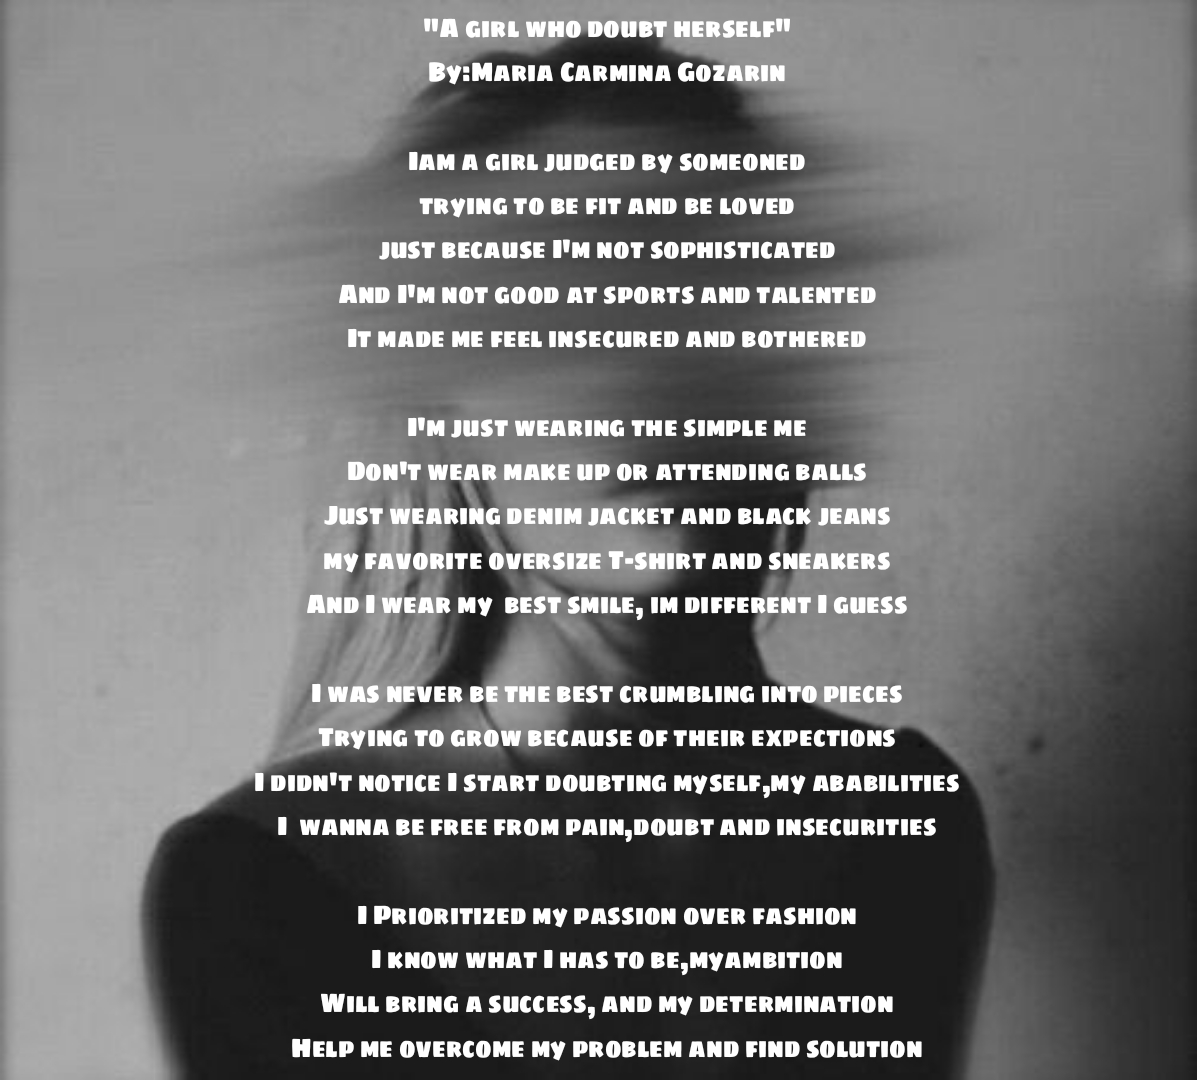 "A girl who doubt herself"
By:Maria Carmina Gozarin
Iam a girl judged by someoned
trying to be fit and be loved
just because I'm not sophisticated
And I'm not good at sports and talented
It made me feel insecured and bothered
I'm just wearing the simple me
Don't wear make up or attending balls
Just wearing denim jacket and black jeans
my favorite oversize T-shirt and sneakers
And I wear my best smile, im different I guess
I was never be the best crumbling into pieces
Trying to grow because of their expections
I didn't notice I start doubting myself,my ababilities
I wanna be free from pain,doubt and insecurities
I Prioritized my passion over fashion
I know what I has to be,myambition
Will bring a success, and my determination
Help me overcome my problem and find solution